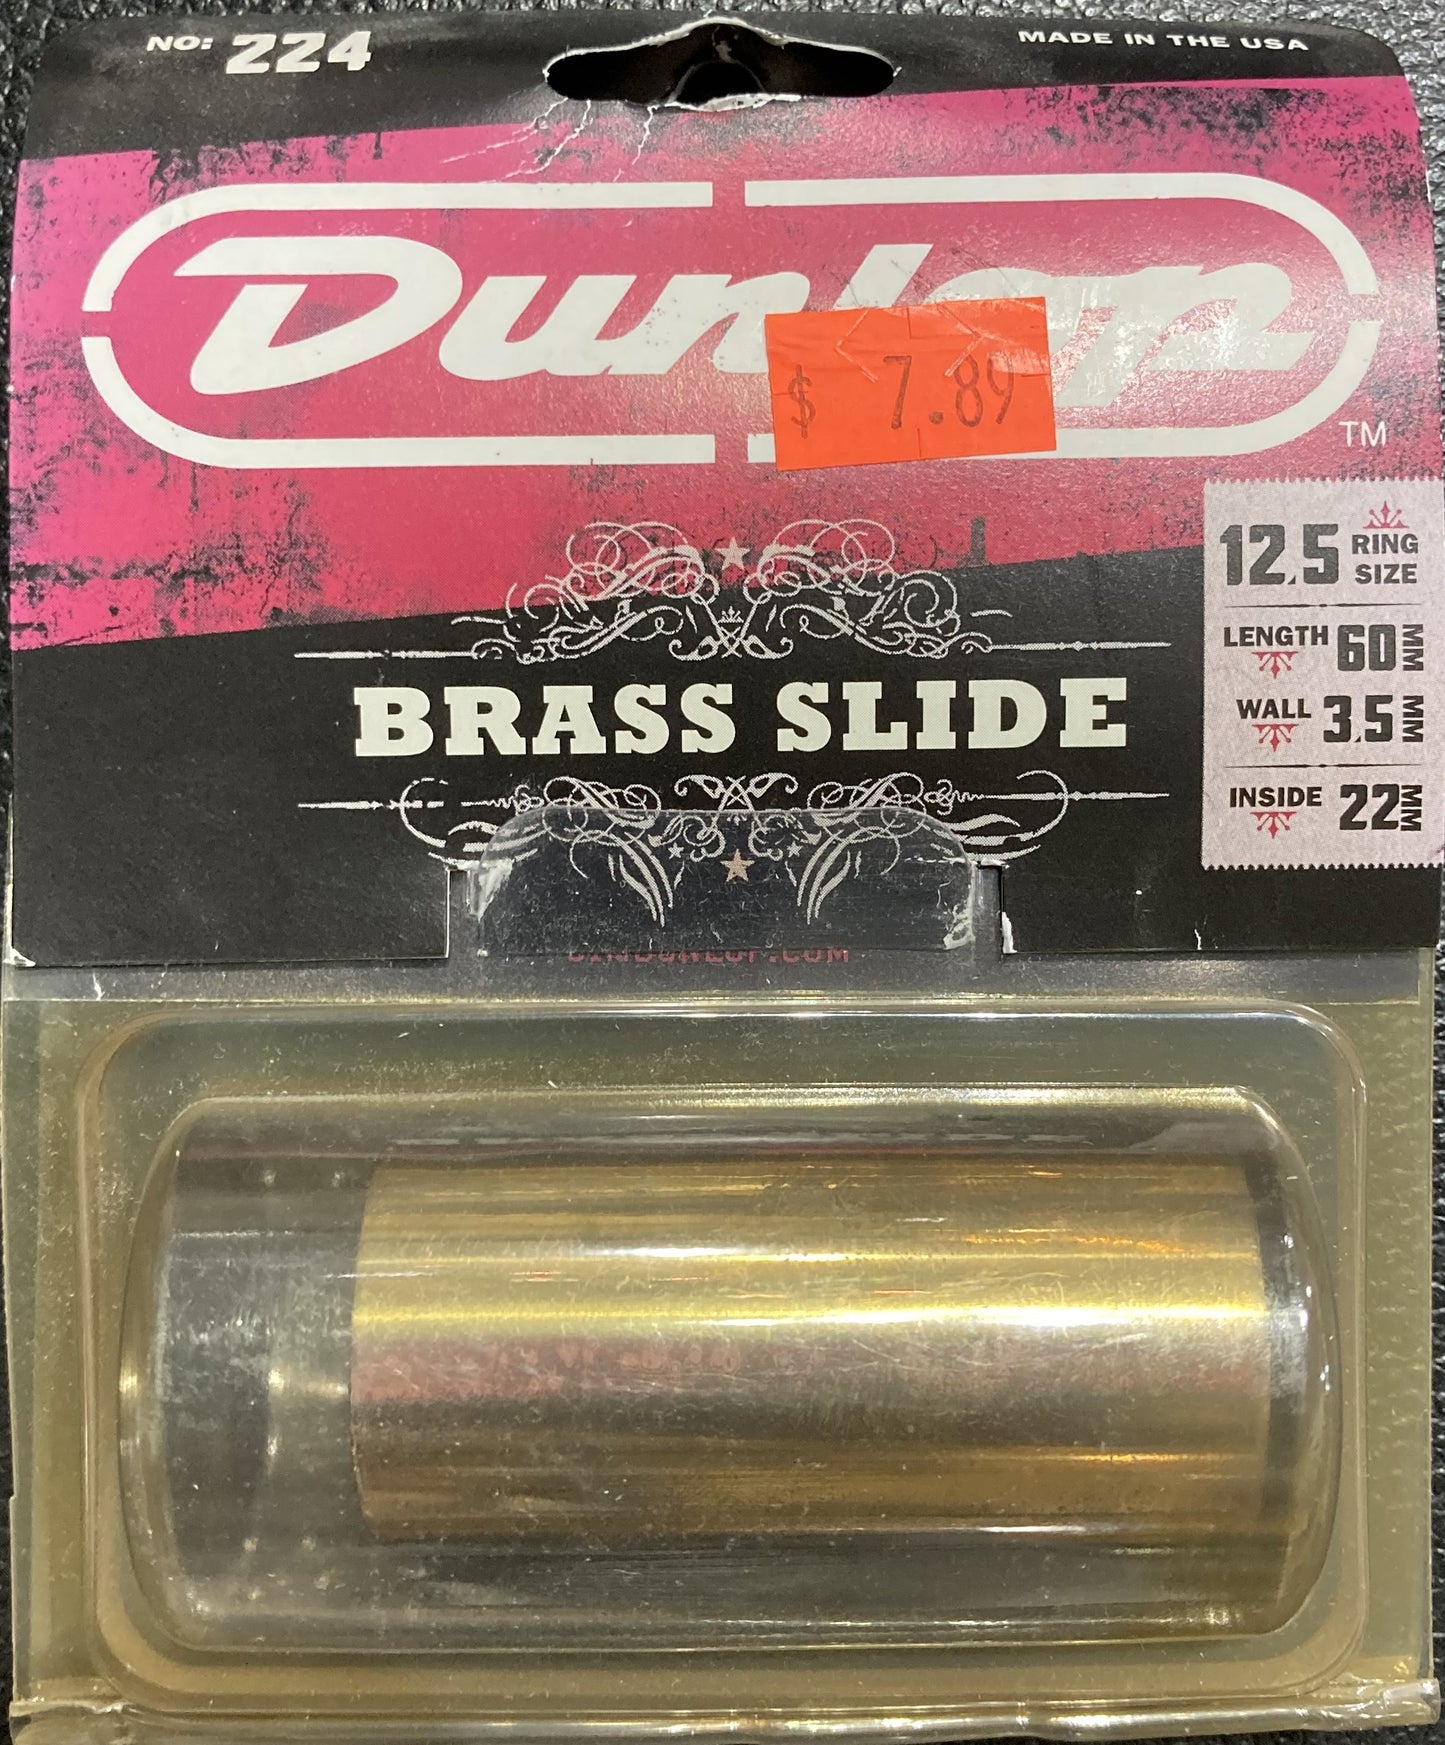 NO: 224
MADE IN THE USA
Dunlop
TM
$ 7.89
12.5 RING SIZE
LENGTH 60 MM
WALL 3.5 MM
INSIDE 22 MM
BRASS SLIDE